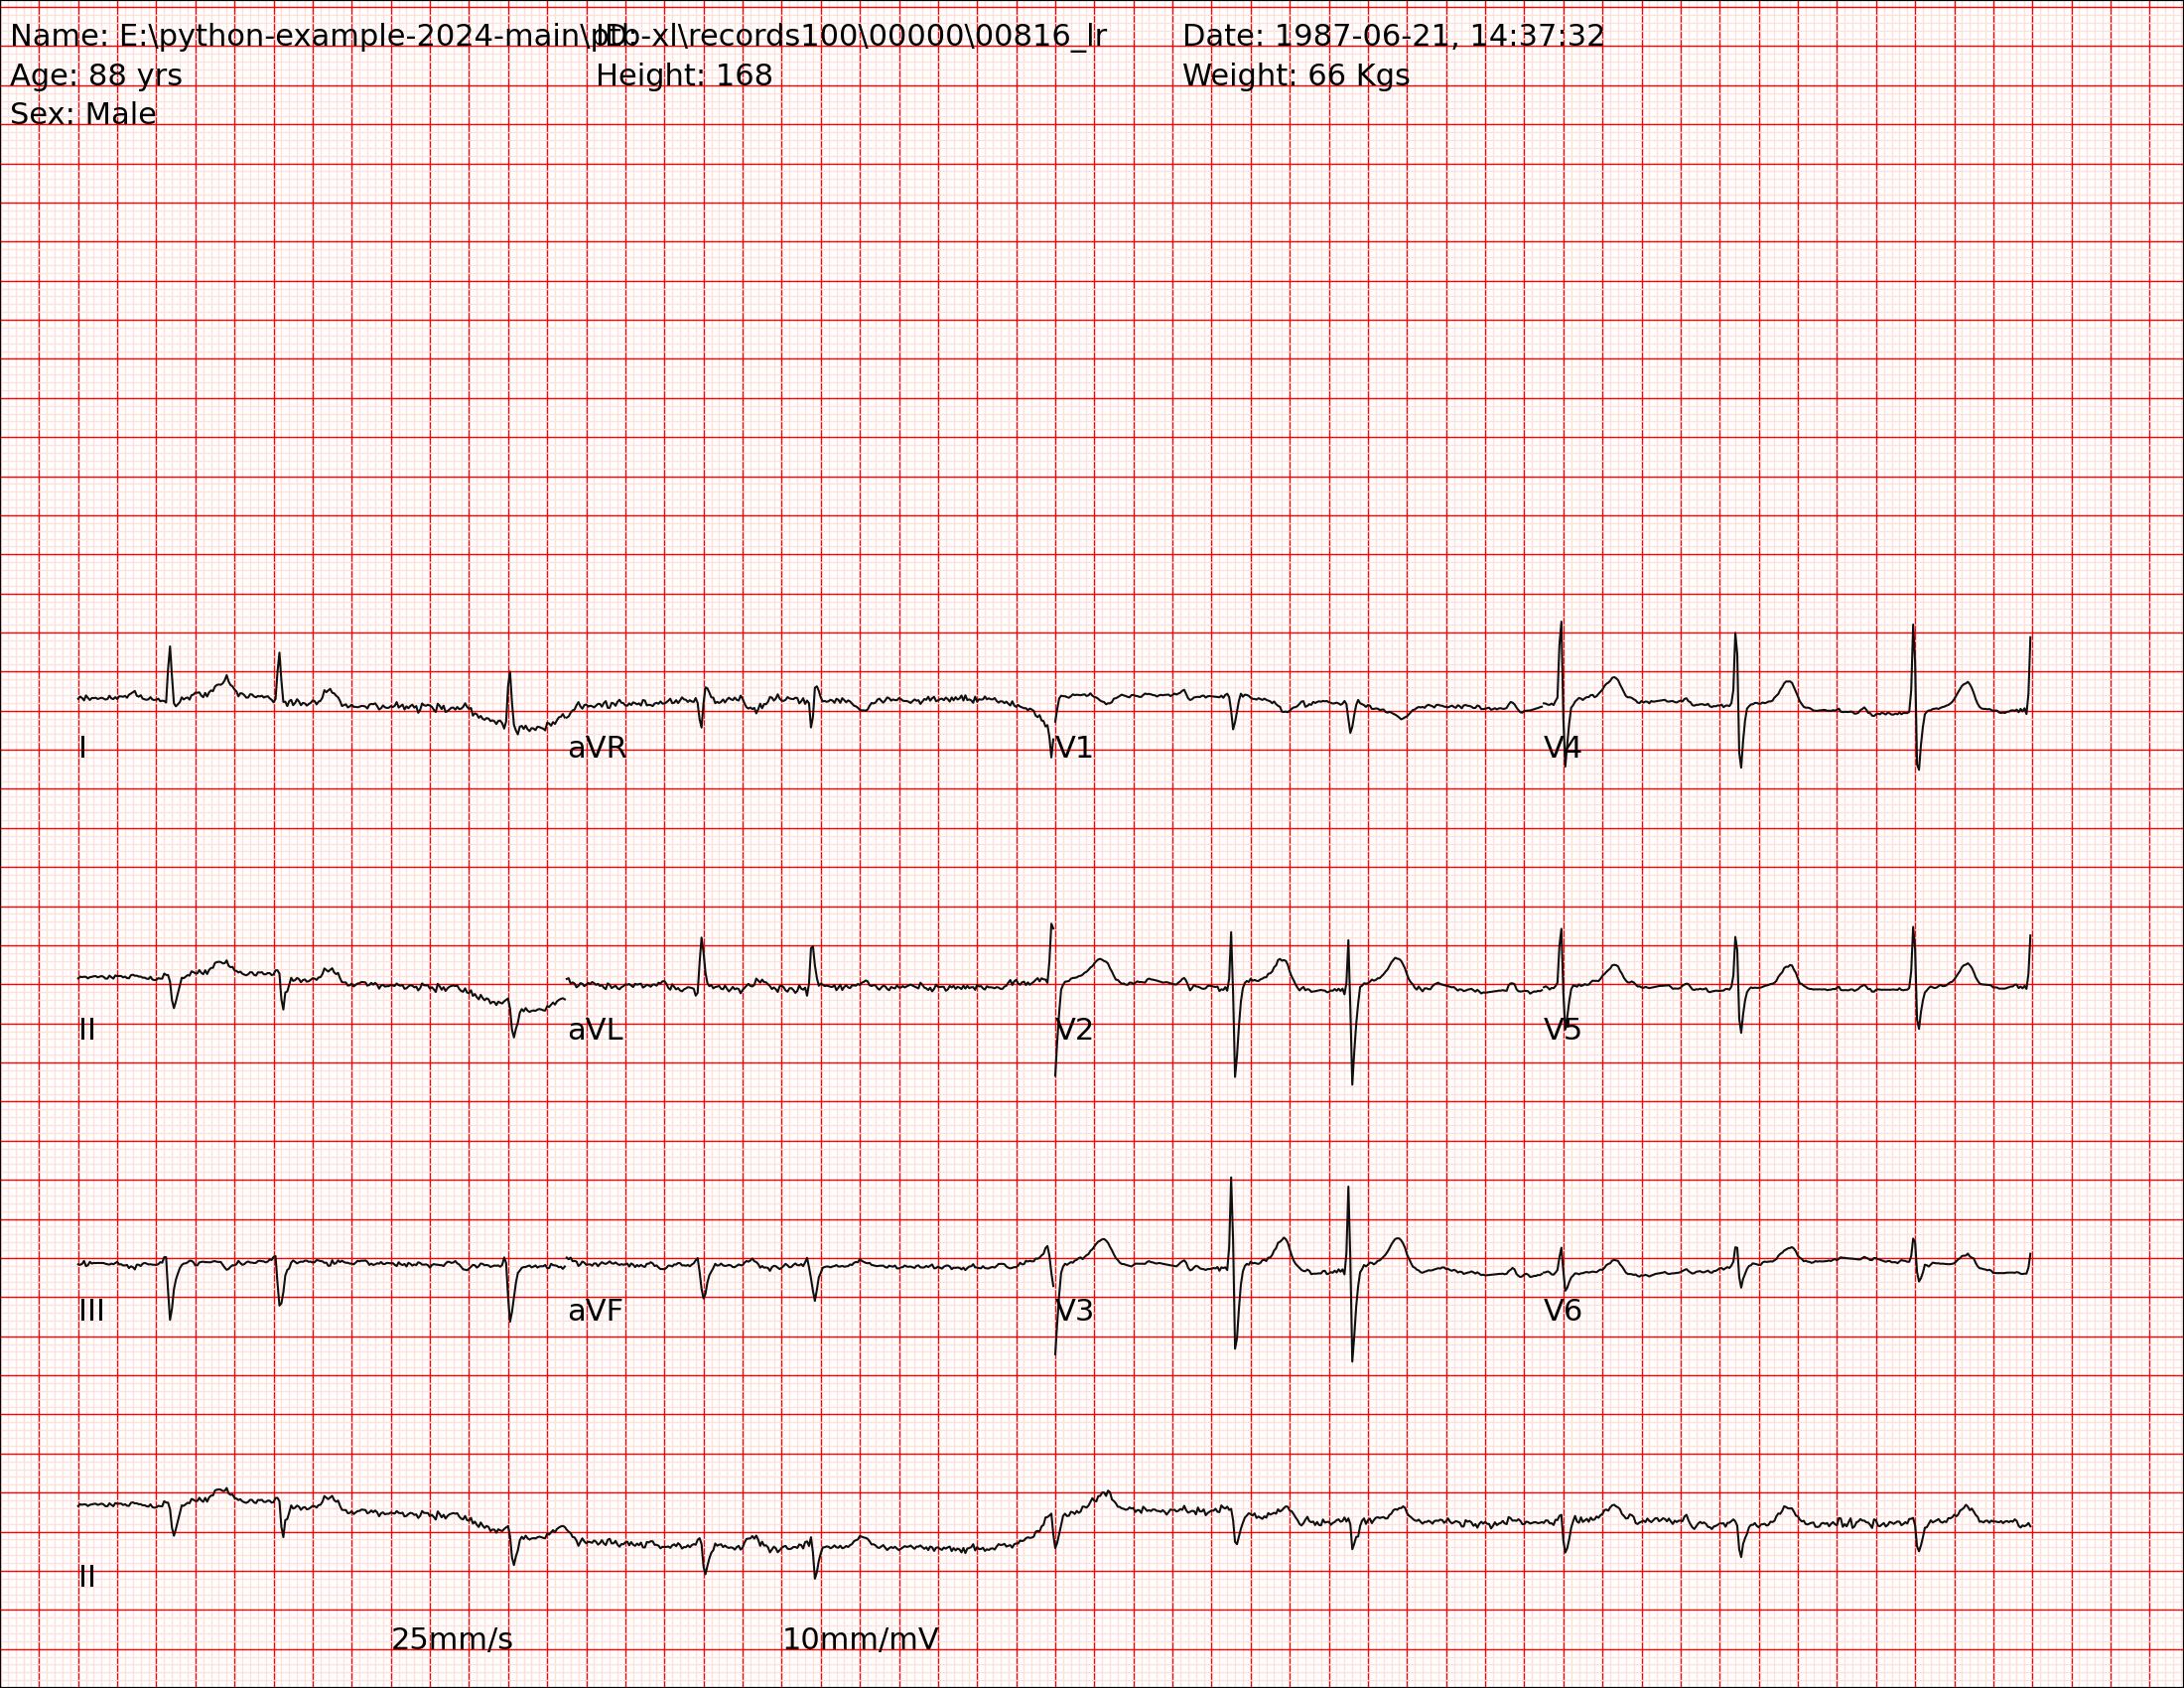 Name: E:\python-example-2024-main\ptb-xl\records100\00000\00816_lr ID: Date: 1987-06-21, 14:37:32
Age: 88 yrs Height: 168 Weight: 66 Kgs
Sex: Male
I aVR V1 V4
II aVL V2 V5
III aVF V3 V6
II
25mm/s 10mm/mV